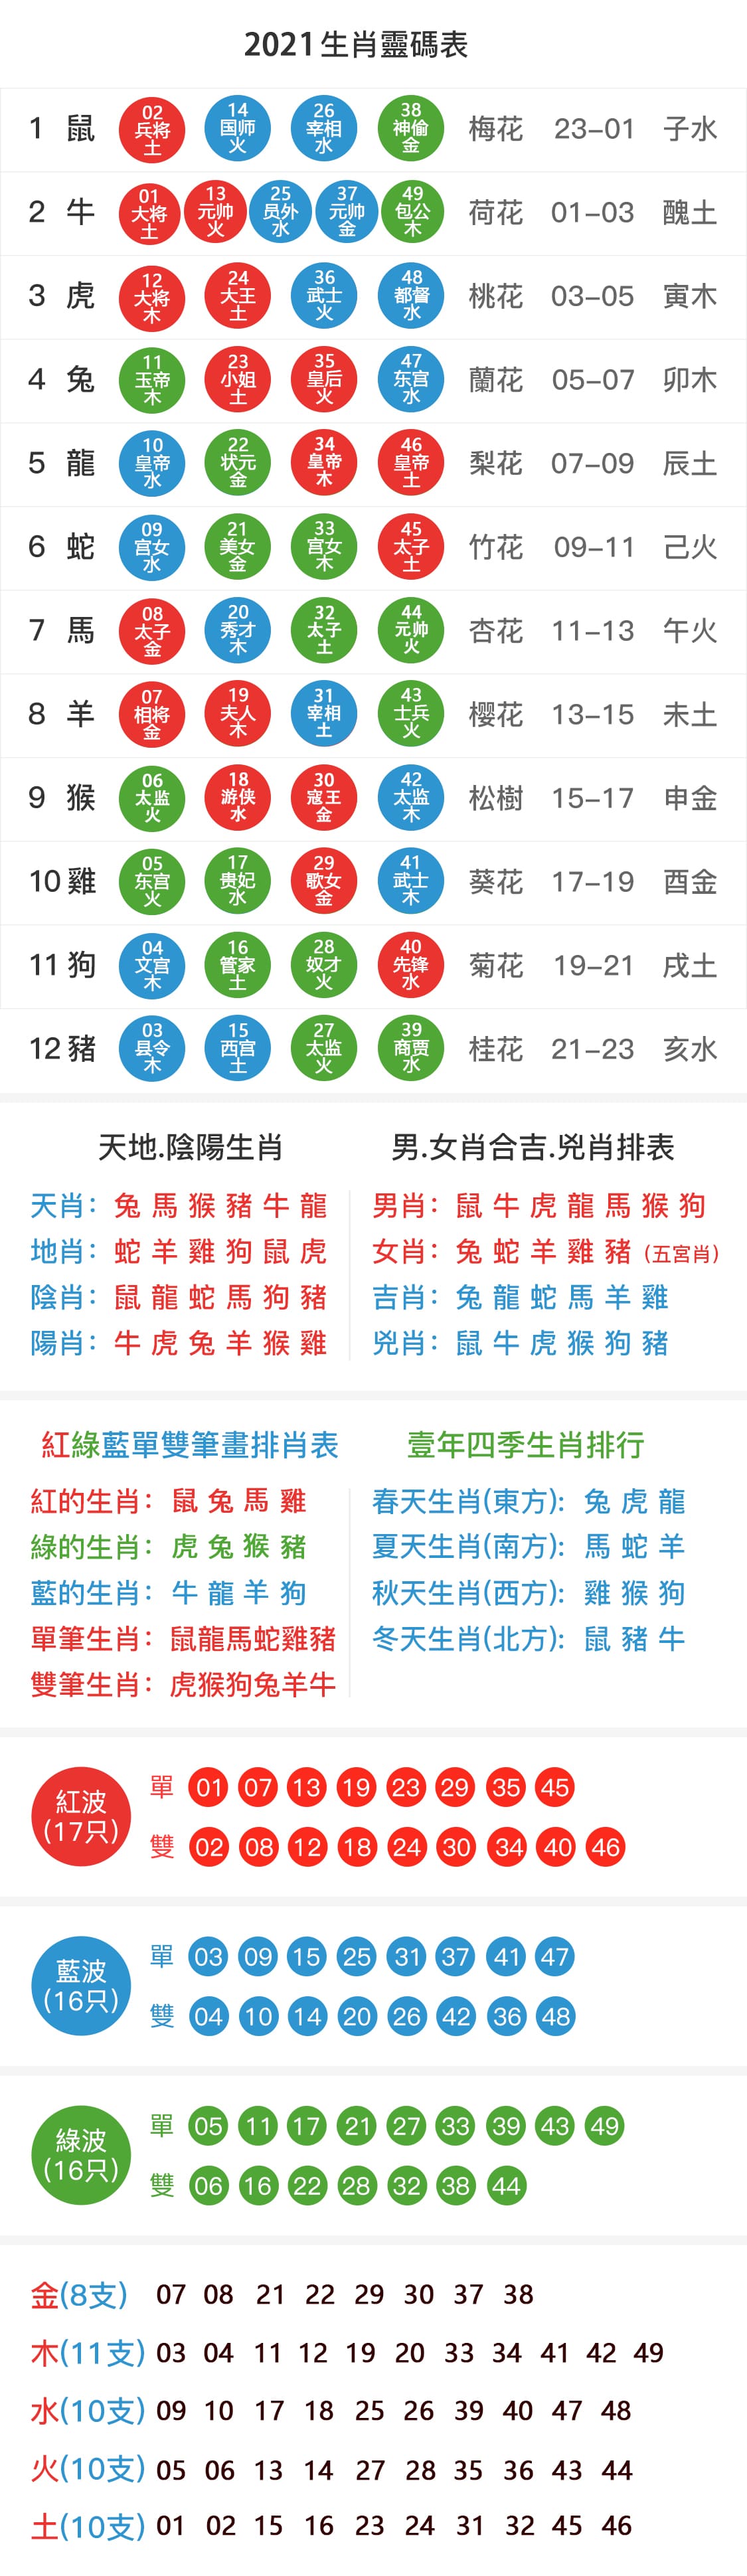 2021生肖靈碼表
1 鼠 02 兵将 土 14 国师 火 26 宰相 水 38 神偷 金 梅花 23-01 子水
2 牛 01 大将 土 13 元帅 火 25 员外 水 37 元帅 金 49 包公 木 荷花 01-03 醜土
3 虎 12 大将 木 24 大王 土 36 武士 火 48 都督 水 桃花 03-05 寅木
4 兔 11 玉帝 木 23 小姐 土 35 皇后 火 47 东宫 水 蘭花 05-07 卯木
5 龍 10 皇帝 水 22 状元 金 34 皇帝 木 46 皇帝 土 梨花 07-09 辰土
6 蛇 09 宫女 水 21 美女 金 33 宫女 木 45 太子 土 竹花 09-11 己火
7 馬 08 太子 金 20 秀才 木 32 太子 土 44 元帅 火 杏花 11-13 午火
8 羊 07 相将 金 19 夫人 木 31 宰相 土 43 士兵 火 樱花 13-15 未土
9 猴 06 太监 火 18 游侠 水 30 寇王 金 42 太监 木 松樹 15-17 申金
10 雞 05 东宫 火 17 贵妃 水 29 歌女 金 41 武士 木 葵花 17-19 酉金
11 狗 04 文宫 木 16 管家 土 28 奴才 火 40 先锋 水 菊花 19-21 戌土
12 豬 03 县令 木 15 西宫 土 27 太监 火 39 商贾 水 桂花 21-23 亥水
天地.陰陽生肖
天肖：兔 馬 猴 豬 牛 龍
地肖：蛇 羊 雞 狗 鼠 虎
陰肖：鼠 龍 蛇 馬 狗 豬
陽肖：牛 虎 兔 羊 猴 雞
男.女肖合吉.兇肖排表
男肖：鼠 牛 虎 龍 馬 猴 狗
女肖：兔 蛇 羊 雞 豬 (五宮肖)
吉肖：兔 龍 蛇 馬 羊 雞
兇肖：鼠 牛 虎 猴 狗 豬
紅綠藍單雙筆畫排肖表
紅的生肖：鼠 兔 馬 雞
綠的生肖：虎 兔 猴 豬
藍的生肖：牛 龍 羊 狗
單筆生肖：鼠龍馬蛇雞豬
雙筆生肖：虎猴狗兔羊牛
壹年四季生肖排行
春天生肖(東方)：兔 虎 龍
夏天生肖(南方)：馬 蛇 羊
秋天生肖(西方)：雞 猴 狗
冬天生肖(北方)：鼠 豬 牛
紅波
(17只)
單 01 07 13 19 23 29 35 45
雙 02 08 12 18 24 30 34 40 46
藍波
(16只)
單 03 09 15 25 31 37 41 47
雙 04 10 14 20 26 42 36 48
綠波
(16只)
單 05 11 17 21 27 33 39 43 49
雙 06 16 22 28 32 38 44
金(8支) 07 08 21 22 29 30 37 38
木(11支) 03 04 11 12 19 20 33 34 41 42 49
水(10支) 09 10 17 18 25 26 39 40 47 48
火(10支) 05 06 13 14 27 28 35 36 43 44
土(10支) 01 02 15 16 23 24 31 32 45 46